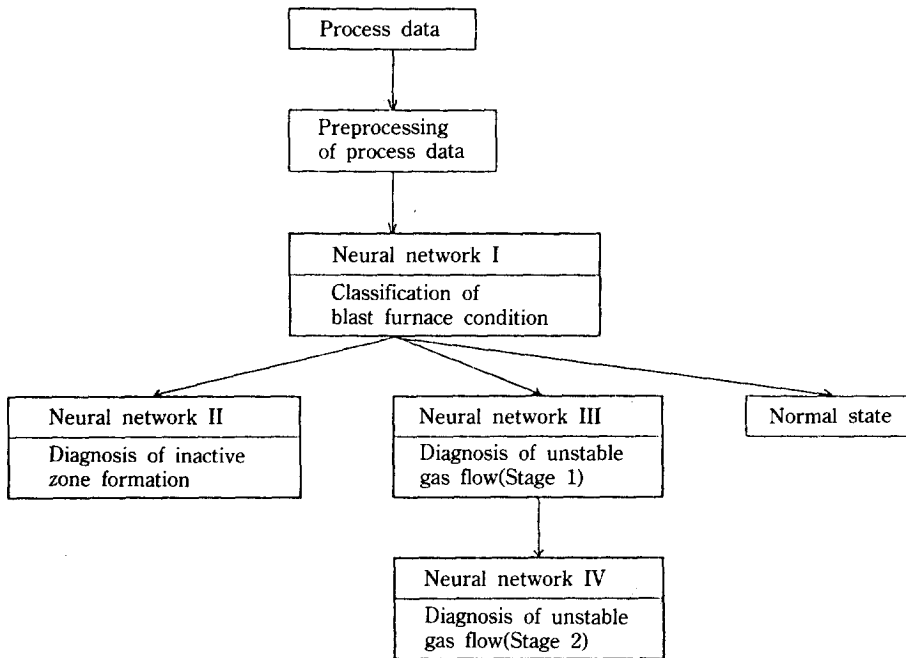 Process data
Preprocessing
of process data
Neural network I
Classification of
blast furnace condition
Neural network II
Diagnosis of inactive
zone formation
Neural network III
Diagnosis of unstable
gas flow(Stage 1)
Normal state
Neural network IV
Diagnosis of unstable
gas flow(Stage 2)